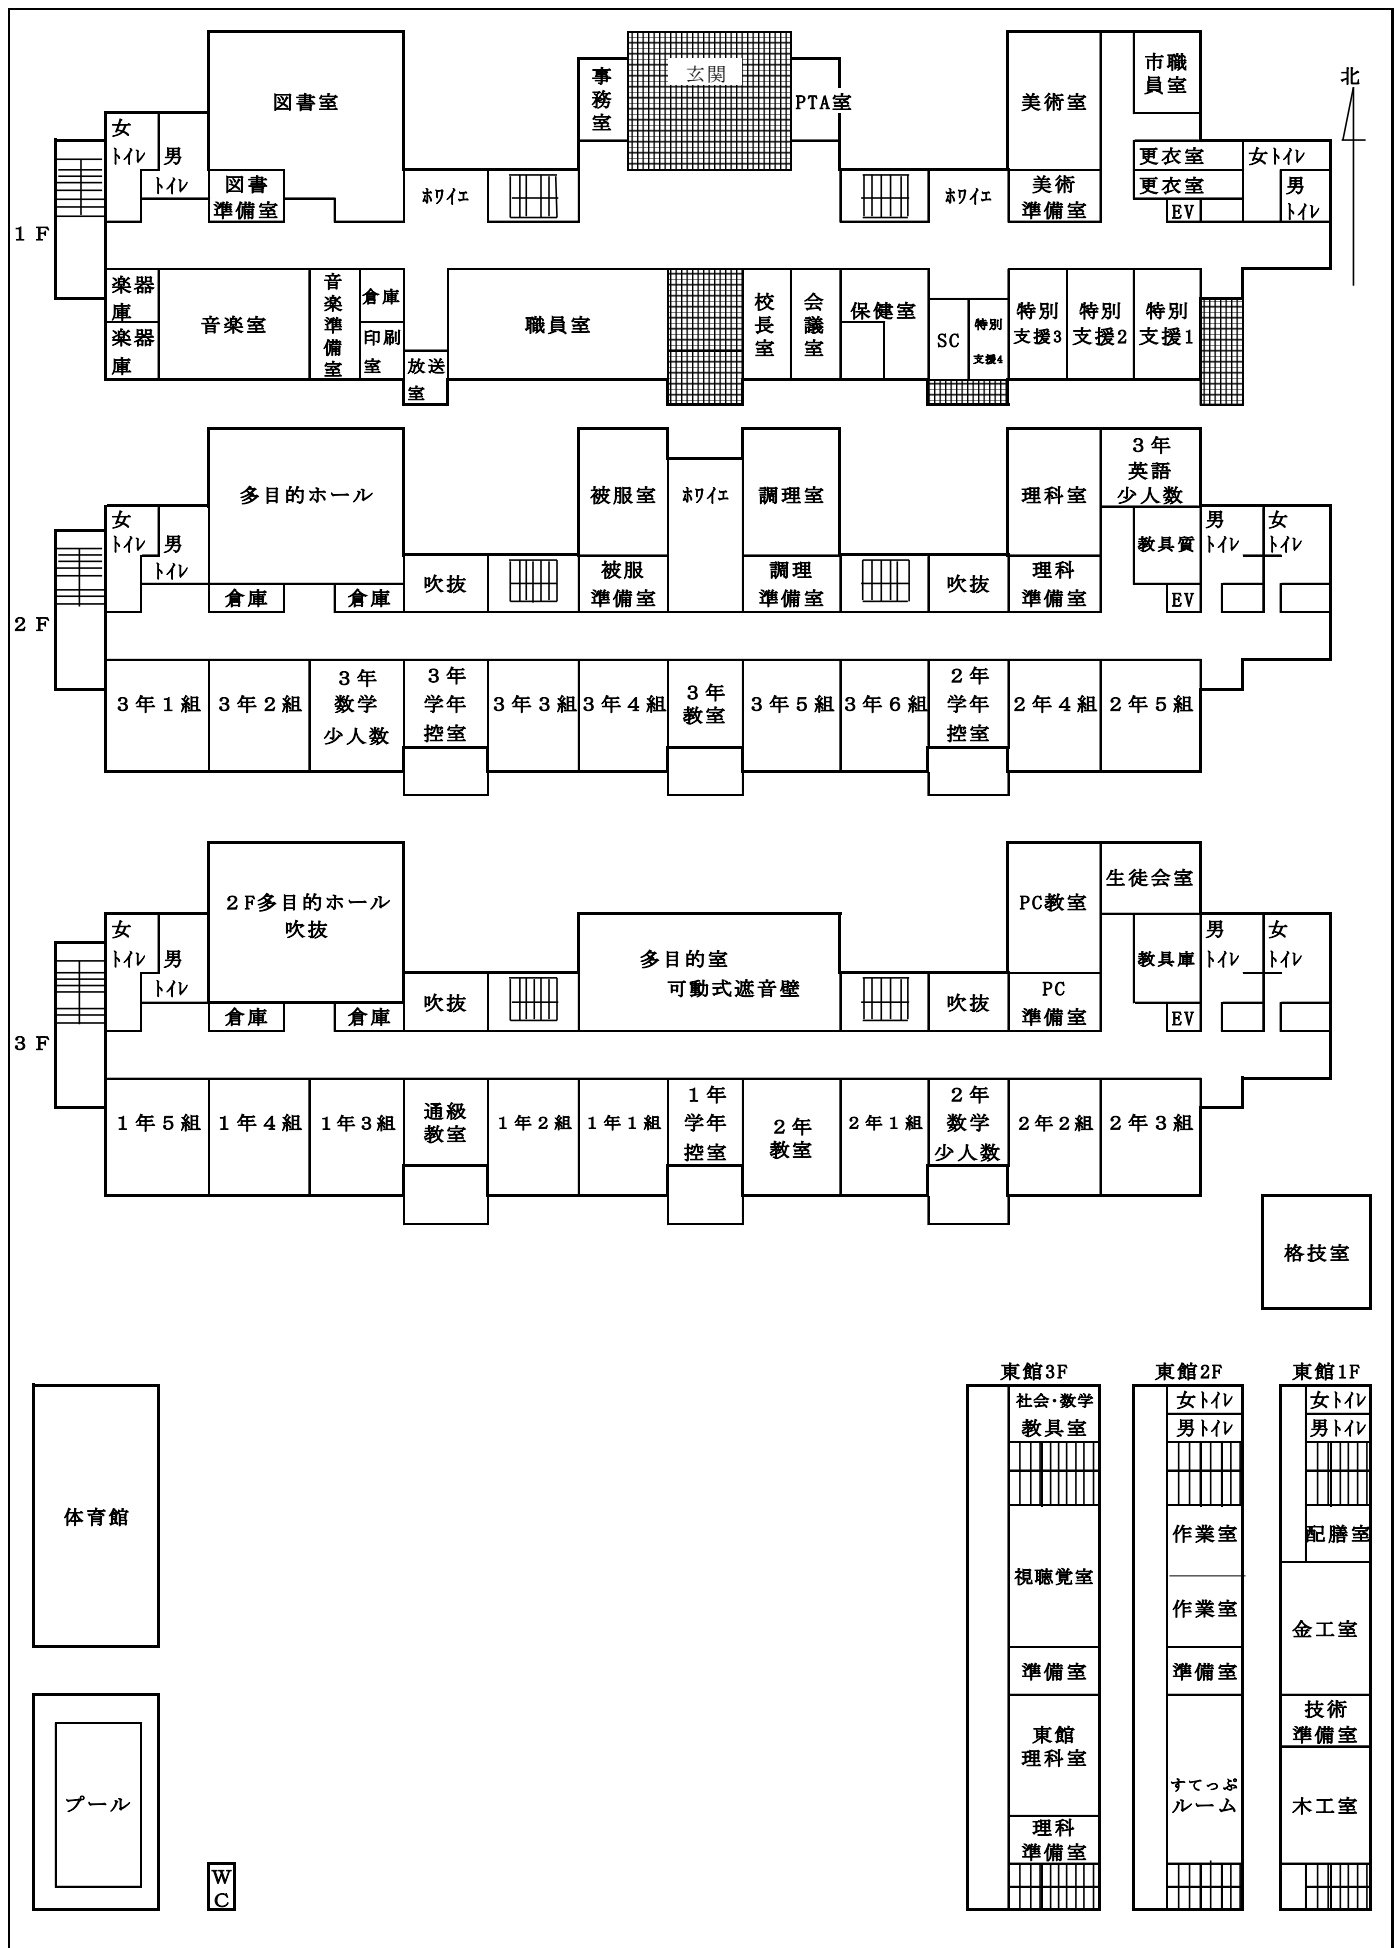 北
1F
図書室
事務室
玄関
PTA室
美術室
市職
員室
女
トイレ
男
トイレ
図書
準備室
ホワイエ
ホワイエ
美術
準備室
更衣室
更衣室
EV
女トイレ
男
トイレ
楽器
庫
楽器
庫
音楽室
音楽準備室
倉庫
印刷
室
放送
室
職員室
校長室
会議室
保健室
SC
特別
支援4
特別
支援3
特別
支援2
特別
支援1
2F
女
トイレ
男
トイレ
多目的ホール
倉庫
倉庫
吹抜
被服室
被服
準備室
ホワイエ
調理室
調理
準備室
吹抜
理科室
理科
準備室
3年
英語
少人数
教具質
EV
男
トイレ
女
トイレ
3年1組
3年2組
3年
数学
少人数
3年
学年
控室
3年3組
3年4組
3年
教室
3年5組
3年6組
2年
学年
控室
2年4組
2年5組
3F
女
トイレ
男
トイレ
2F多目的ホール
吹抜
倉庫
倉庫
吹抜
多目的室
可動式遮音壁
吹抜
PC教室
PC
準備室
生徒会室
教具庫
EV
男
トイレ
女
トイレ
1年5組
1年4組
1年3組
通級
教室
1年2組
1年1組
1年
学年
控室
2年
教室
2年1組
2年
数学
少人数
2年2組
2年3組
格技室
体育館
プール
W
C
東館3F
社会・数学
教具室
視聴覚室
準備室
東館
理科室
理科
準備室
東館2F
女トイレ
男トイレ
作業室
作業室
準備室
すてっぷ
ルーム
東館1F
女トイレ
男トイレ
配膳室
金工室
技術
準備室
木工室